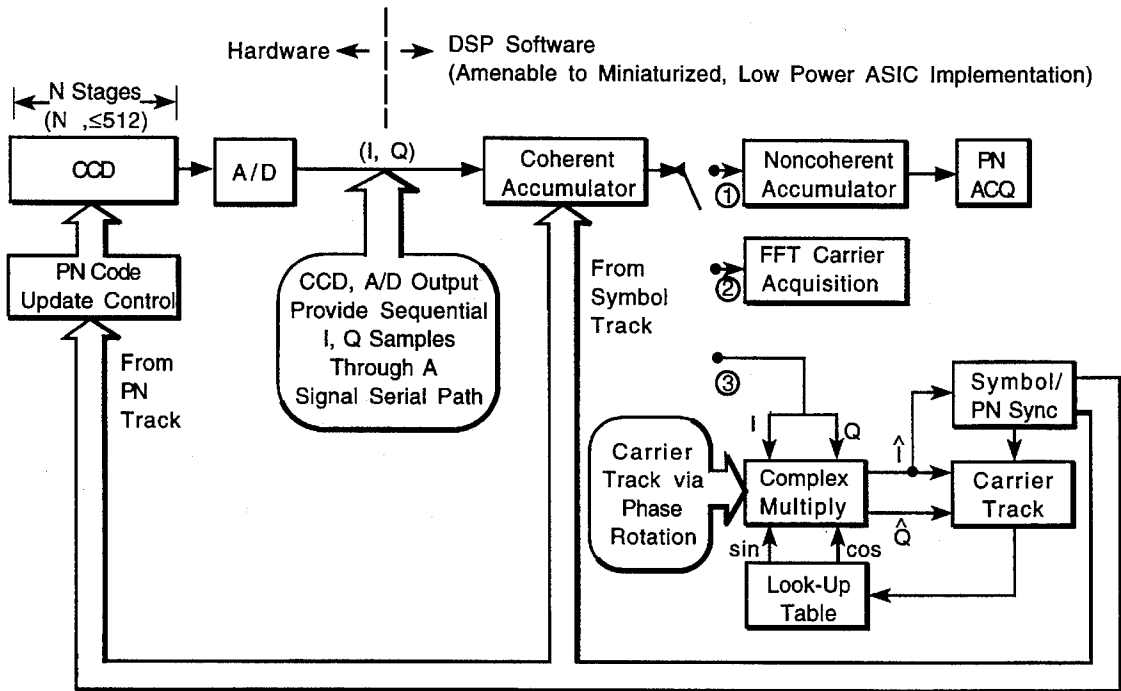 Hardware
DSP Software
(Amenable to Miniaturized, Low Power ASIC Implementation)
N Stages
(N ,≤512)
CCD
A/D
(I, Q)
Coherent
Accumulator
①
Noncoherent
Accumulator
PN
ACQ
PN Code
Update Control
CCD, A/D Output
Provide Sequential
I, Q Samples
Through A
Signal Serial Path
From
Symbol
Track
②
FFT Carrier
Acquisition
From
PN
Track
③
I
Q
Carrier
Track via
Phase
Rotation
Complex
Multiply
Î
Q̂
Symbol/
PN Sync
Carrier
Track
sin
cos
Look-Up
Table